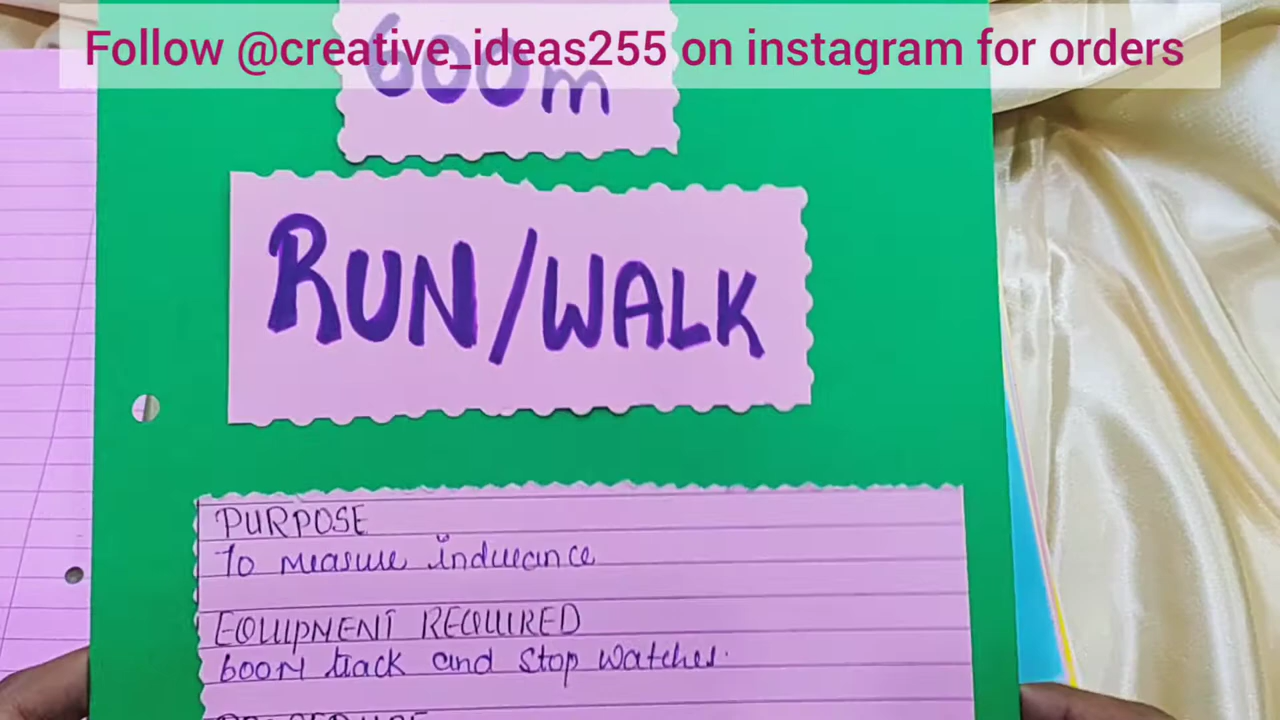 Follow @creative_ideas255 on instagram for orders
600m
RUN/WALK
PURPOSE
To measure indurance
EQUIPMENT REQUIRED
600M track and stop watches.
PROCEDURE